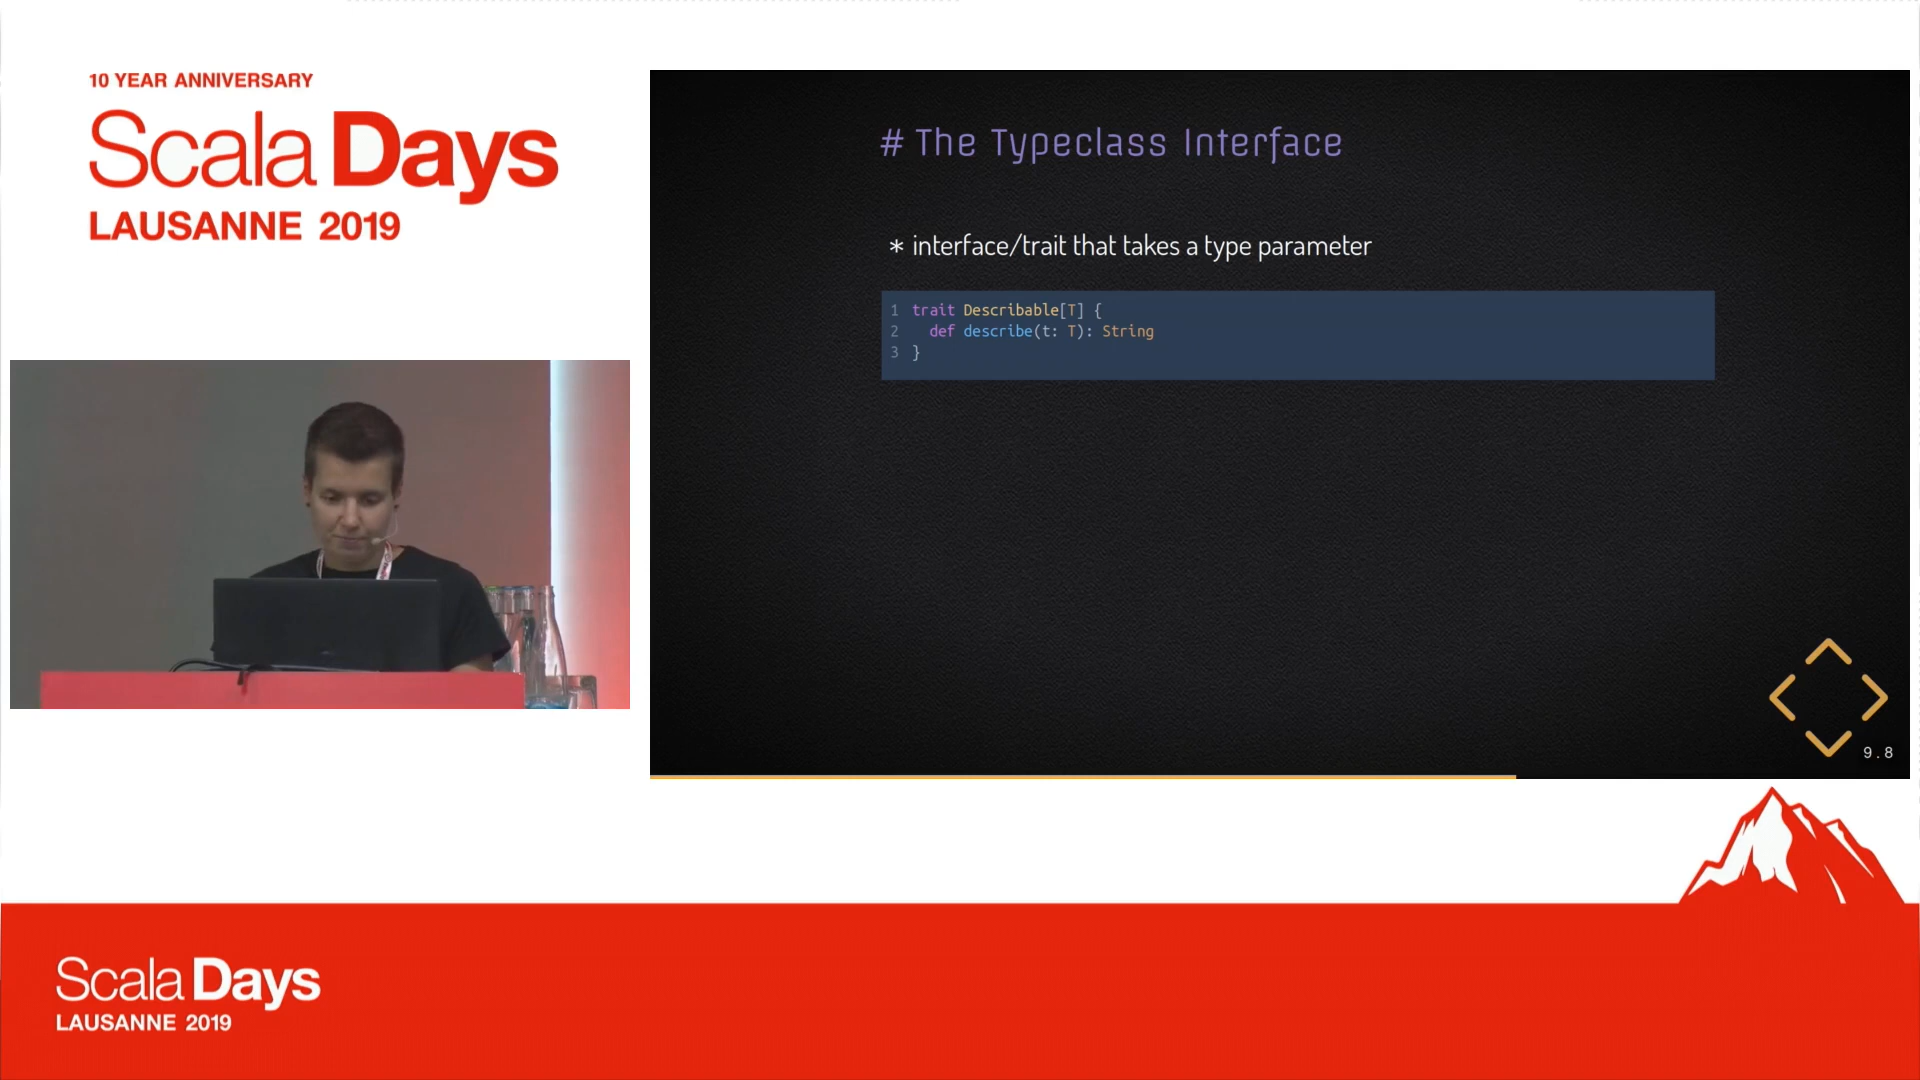 10 YEAR ANNIVERSARY
Scala Days
LAUSANNE 2019
# The Typeclass Interface
* interface/trait that takes a type parameter
1 trait Describable[T] {
2   def describe(t: T): String
3 }
9.8
Scala Days
LAUSANNE 2019